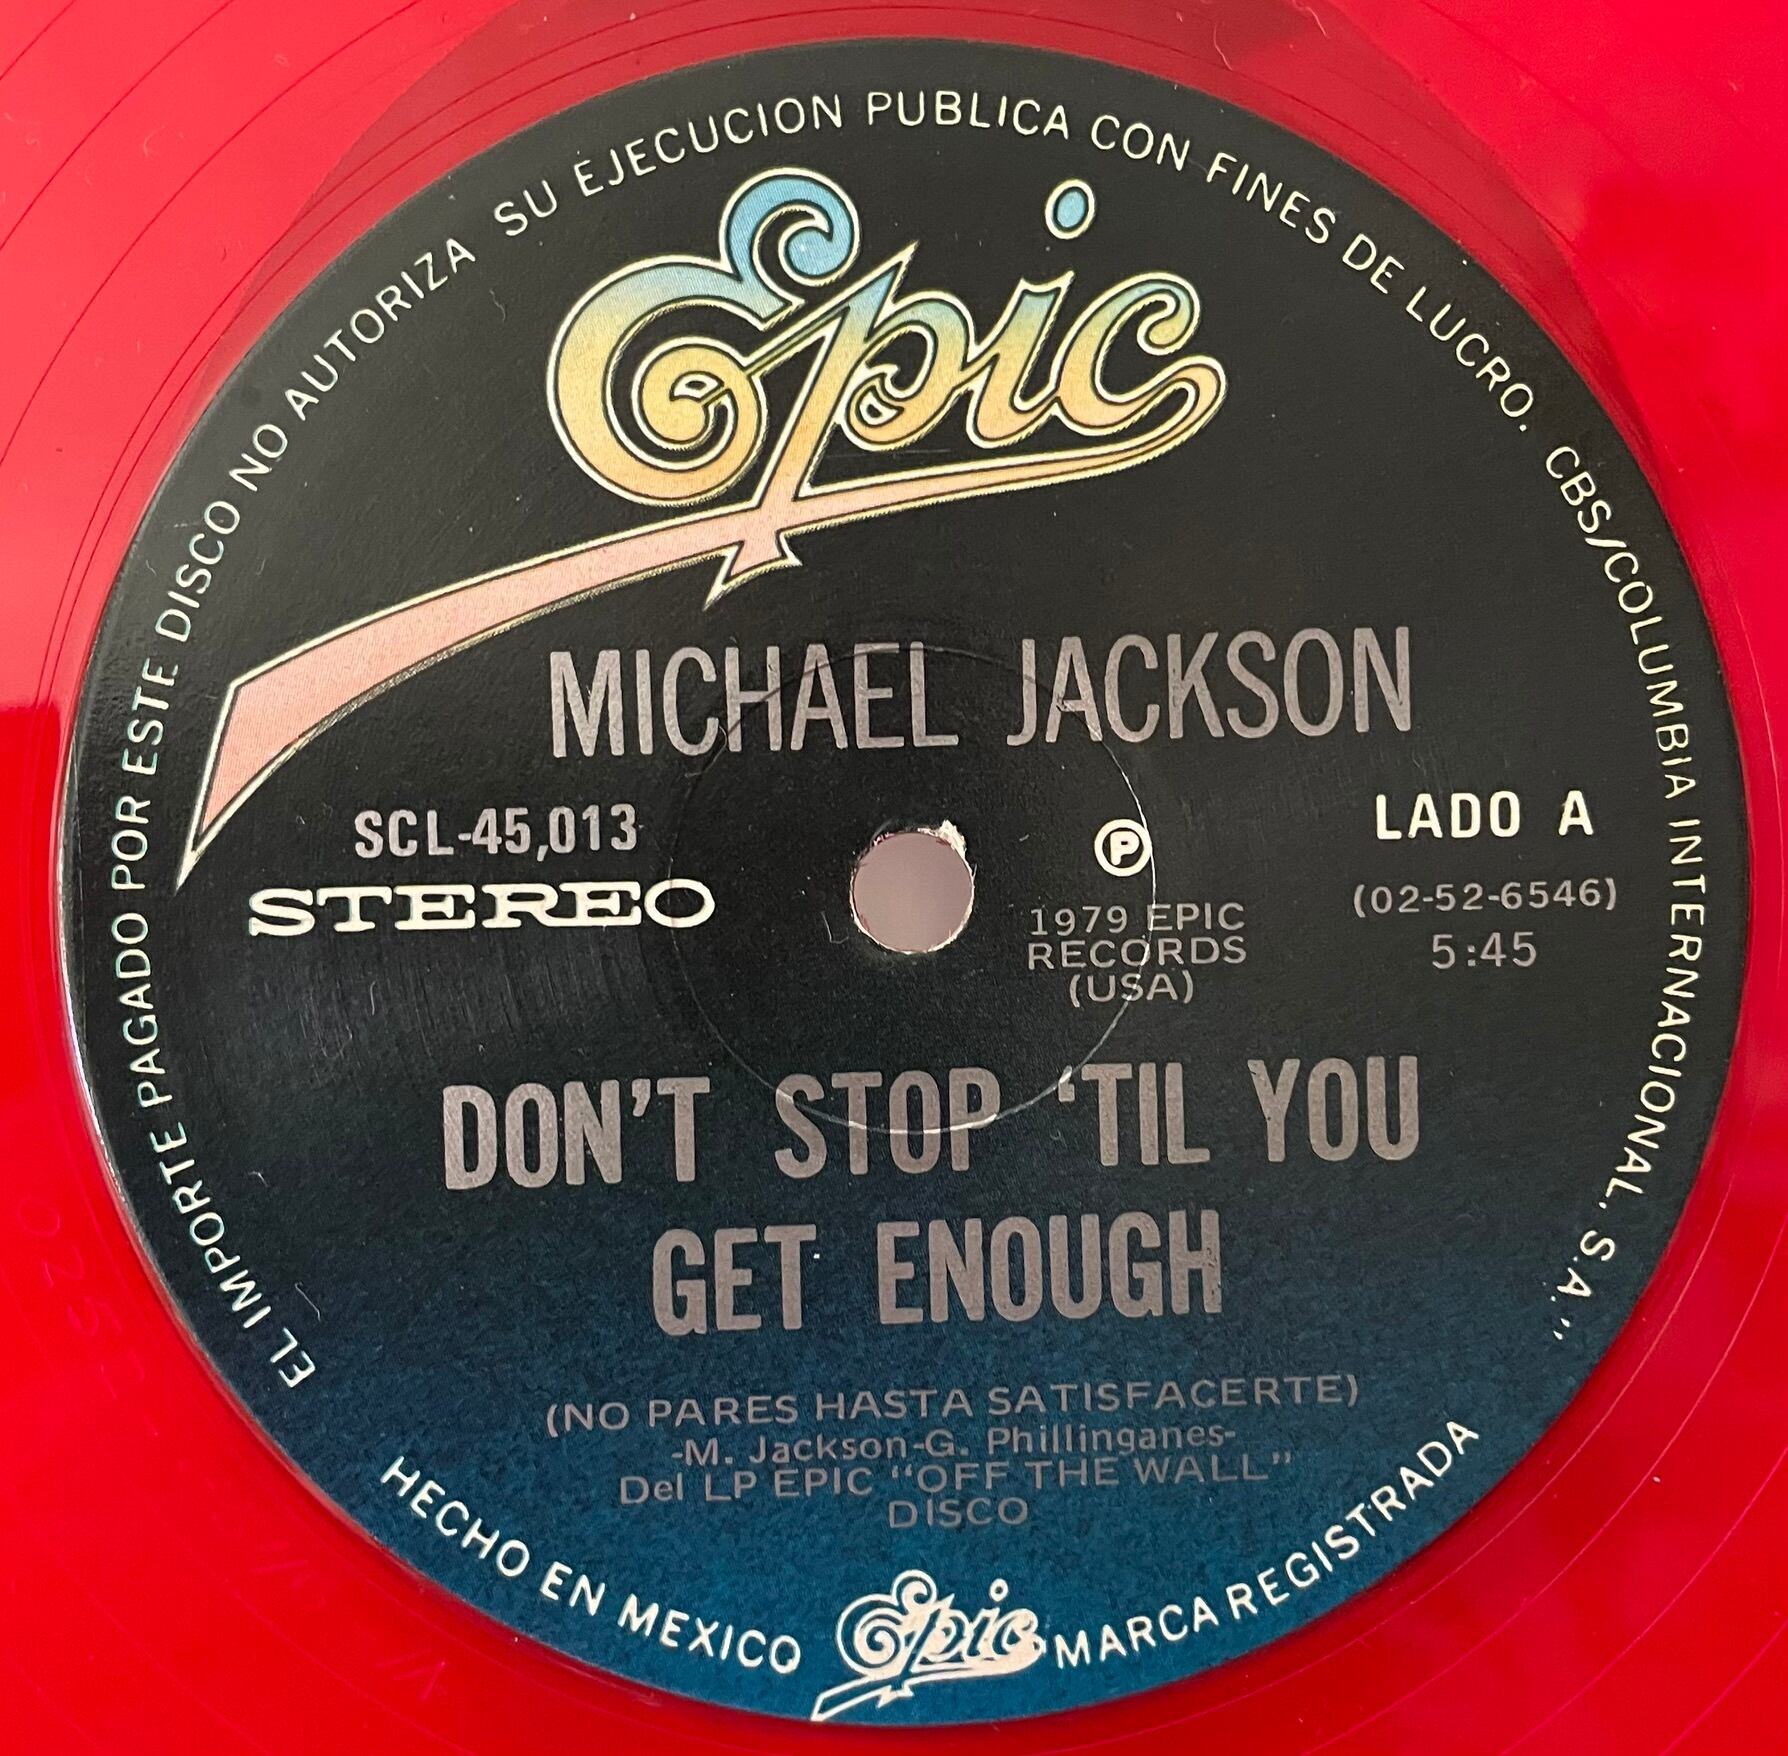 EL IMPORTE PAGADO POR ESTE DISCO NO AUTORIZA SU EJECUCION PUBLICA CON FINES DE LUCRO. CBS/COLUMBIA INTERNACIONAL, S.A."
Epic
MICHAEL JACKSON
SCL-45,013
STEREO
Ⓟ
1979 EPIC
RECORDS
(USA)
LADO A
(02-52-6546)
5:45
DON'T STOP 'TIL YOU
GET ENOUGH
(NO PARES HASTA SATISFACERTE)
-M. Jackson-G. Phillinganes-
Del LP EPIC "OFF THE WALL"
DISCO
HECHO EN MEXICO Epic MARCA REGISTRADA